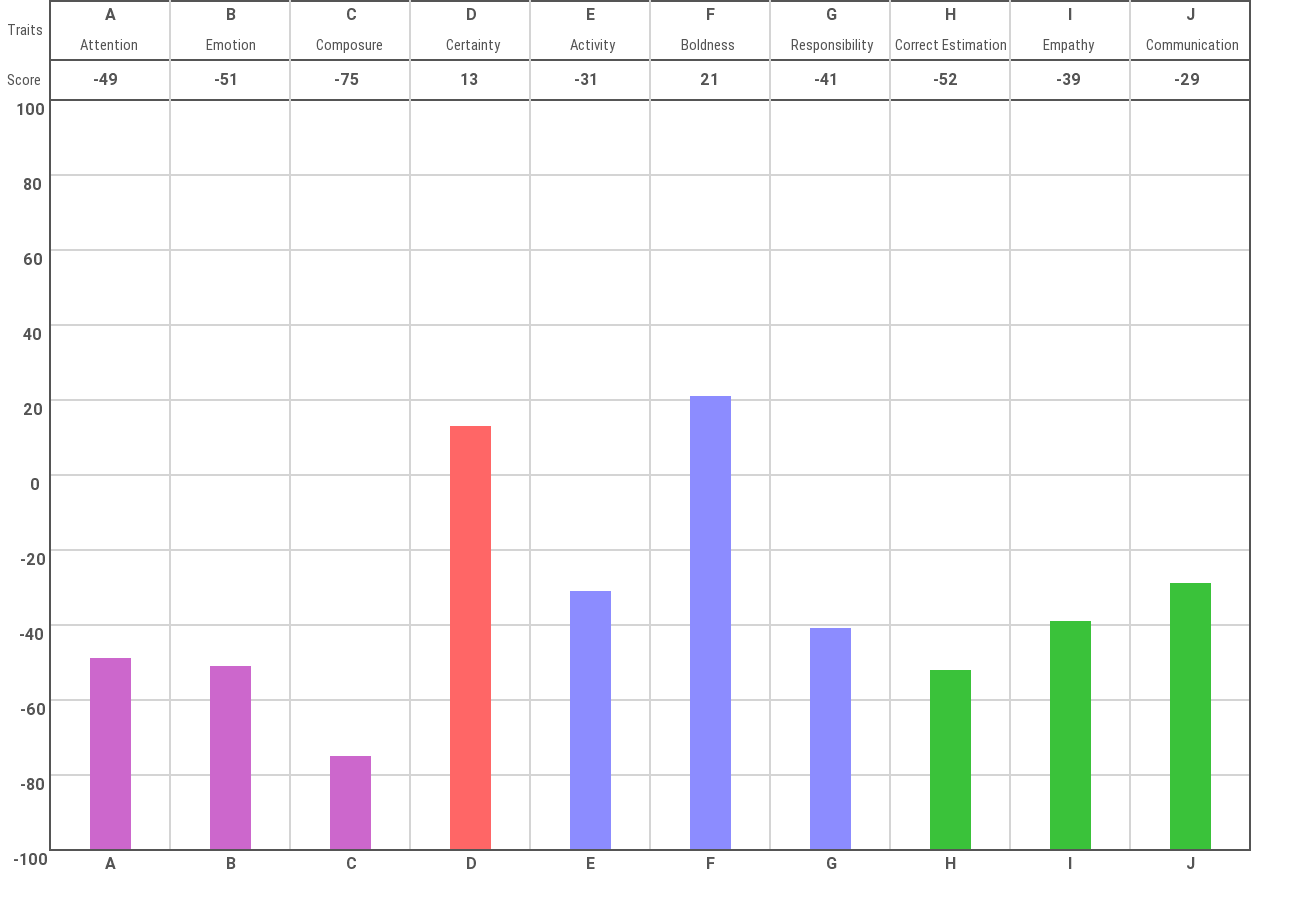 Traits A B C D E F G H I J
Attention Emotion Composure Certainty Activity Boldness Responsibility Correct Estimation Empathy Communication
Score -49 -51 -75 13 -31 21 -41 -52 -39 -29
100
80
60
40
20
0
-20
-40
-60
-80
-100
A B C D E F G H I J